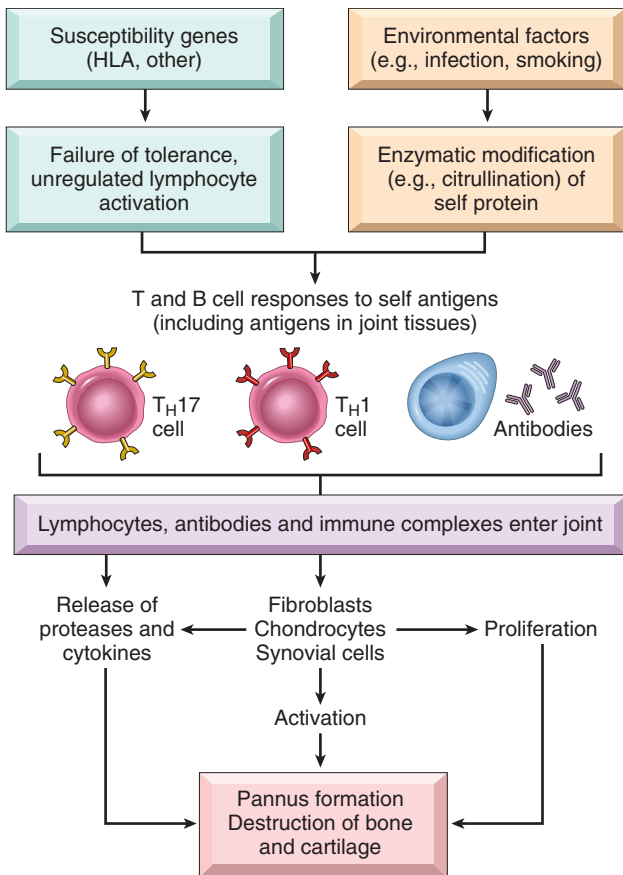 Susceptibility genes
(HLA, other)
Environmental factors
(e.g., infection, smoking)
Failure of tolerance,
unregulated lymphocyte
activation
Enzymatic modification
(e.g., citrullination) of
self protein
T and B cell responses to self antigens
(including antigens in joint tissues)
TH17
cell
TH1
cell
Antibodies
Lymphocytes, antibodies and immune complexes enter joint
Release of
proteases and
cytokines
Fibroblasts
Chondrocytes
Synovial cells
Proliferation
Activation
Pannus formation
Destruction of bone
and cartilage